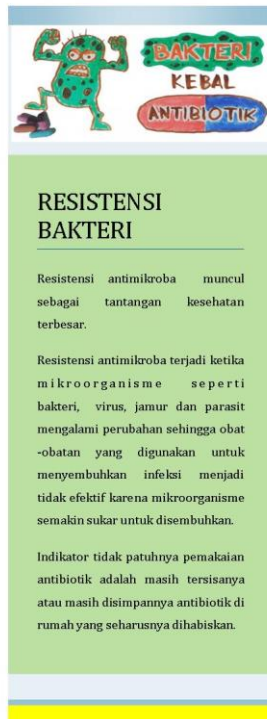 BAKTERI
KEBAL
ANTIBIOTIK
RESISTENSI
BAKTERI
Resistensi antimikroba muncul
sebagai tantangan kesehatan
terbesar.
Resistensi antimikroba terjadi ketika
mikroorganisme seperti
bakteri, virus, jamur dan parasit
mengalami perubahan sehingga obat
-obatan yang digunakan untuk
menyembuhkan infeksi menjadi
tidak efektif karena mikroorganisme
semakin sukar untuk disembuhkan.
Indikator tidak patuhnya pemakaian
antibiotik adalah masih tersisanya
atau masih disimpannya antibiotik di
rumah yang seharusnya dihabiskan.